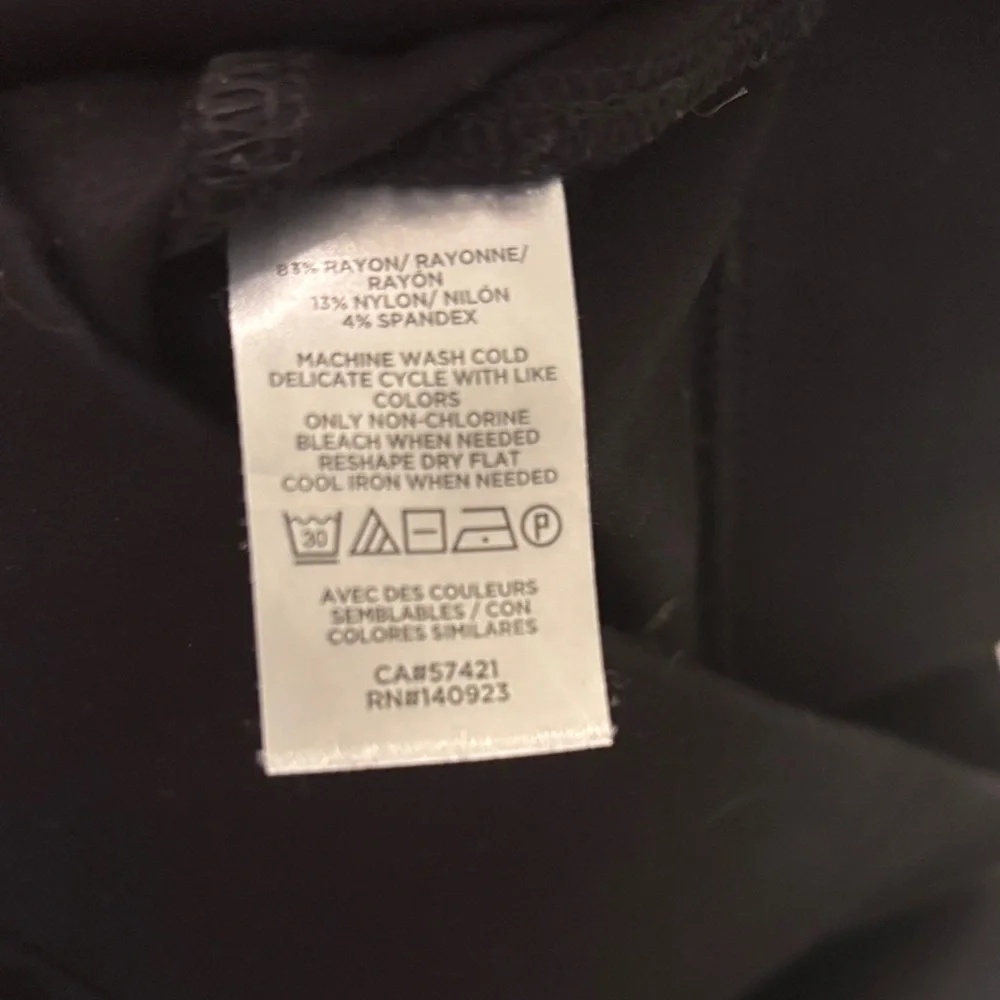 83% RAYON/ RAYONNE/
RAYÓN
13% NYLON/ NILÓN
4% SPANDEX
MACHINE WASH COLD
DELICATE CYCLE WITH LIKE
COLORS
ONLY NON-CHLORINE
BLEACH WHEN NEEDED
RESHAPE DRY FLAT
COOL IRON WHEN NEEDED
30 P
AVEC DES COULEURS
SEMBLABLES / CON
COLORES SIMILARES
CA#57421
RN#140923